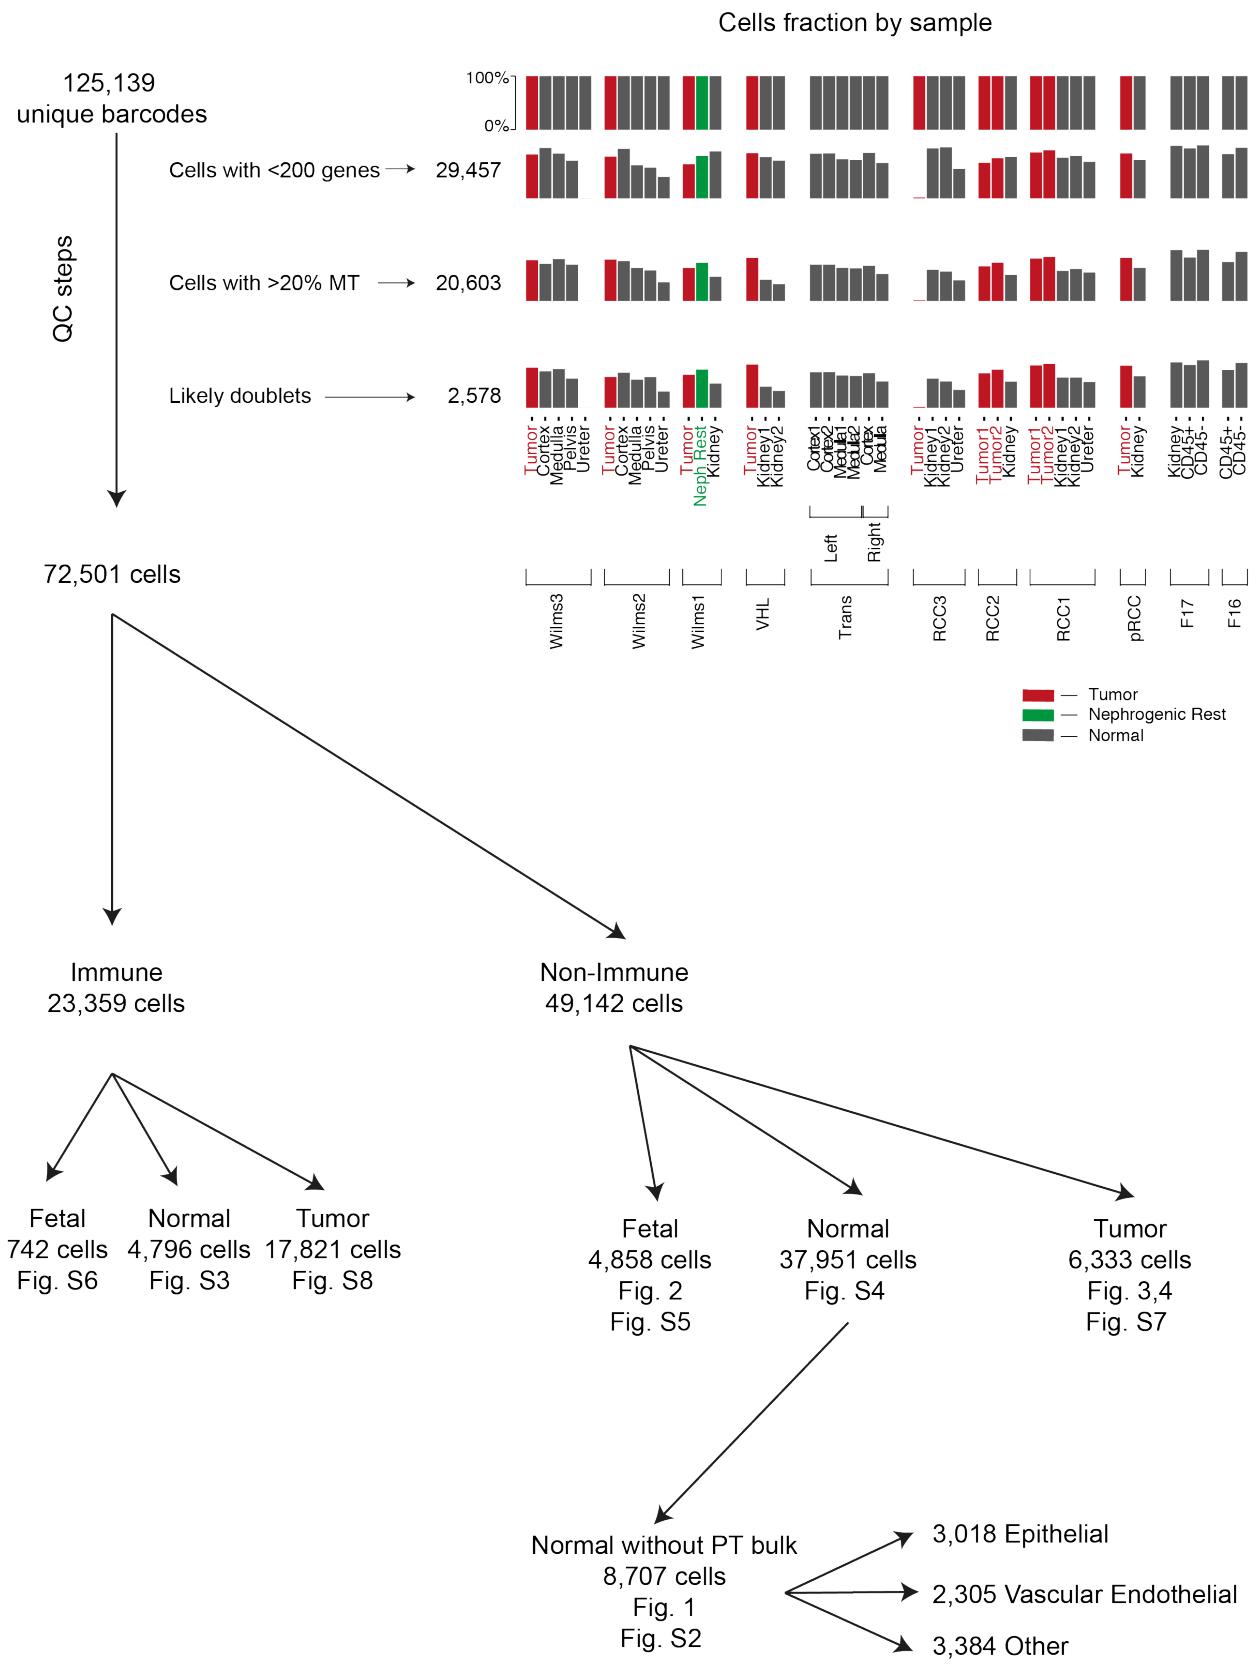 Cells fraction by sample
125,139
unique barcodes
100%
0%
Cells with <200 genes
29,457
QC steps
Cells with >20% MT
20,603
Likely doublets
2,578
Tumor -
Cortex -
Medulla -
Pelvis -
Ureter -
Tumor -
Cortex -
Medulla -
Pelvis -
Ureter -
Tumor -
Neph Rest -
Kidney -
Tumor -
Kidney1 -
Kidney2 -
Cortex1 -
Cortex2 -
Medulla1 -
Medulla2 -
Cortex -
Medulla -
Tumor -
Kidney1 -
Kidney2 -
Ureter -
Tumor1 -
Tumor2 -
Kidney -
Tumor1 -
Tumor2 -
Kidney1 -
Kidney2 -
Ureter -
Tumor -
Kidney -
Kidney -
CD45+ -
CD45- -
CD45+ -
CD45- -
Left
Right
Wilms3
Wilms2
Wilms1
VHL
Trans
RCC3
RCC2
RCC1
pRCC
F17
F16
72,501 cells
— Tumor
— Nephrogenic Rest
— Normal
Immune
23,359 cells
Non-Immune
49,142 cells
Fetal
742 cells
Fig. S6
Normal
4,796 cells
Fig. S3
Tumor
17,821 cells
Fig. S8
Fetal
4,858 cells
Fig. 2
Fig. S5
Normal
37,951 cells
Fig. S4
Tumor
6,333 cells
Fig. 3,4
Fig. S7
Normal without PT bulk
8,707 cells
Fig. 1
Fig. S2
3,018 Epithelial
2,305 Vascular Endothelial
3,384 Other